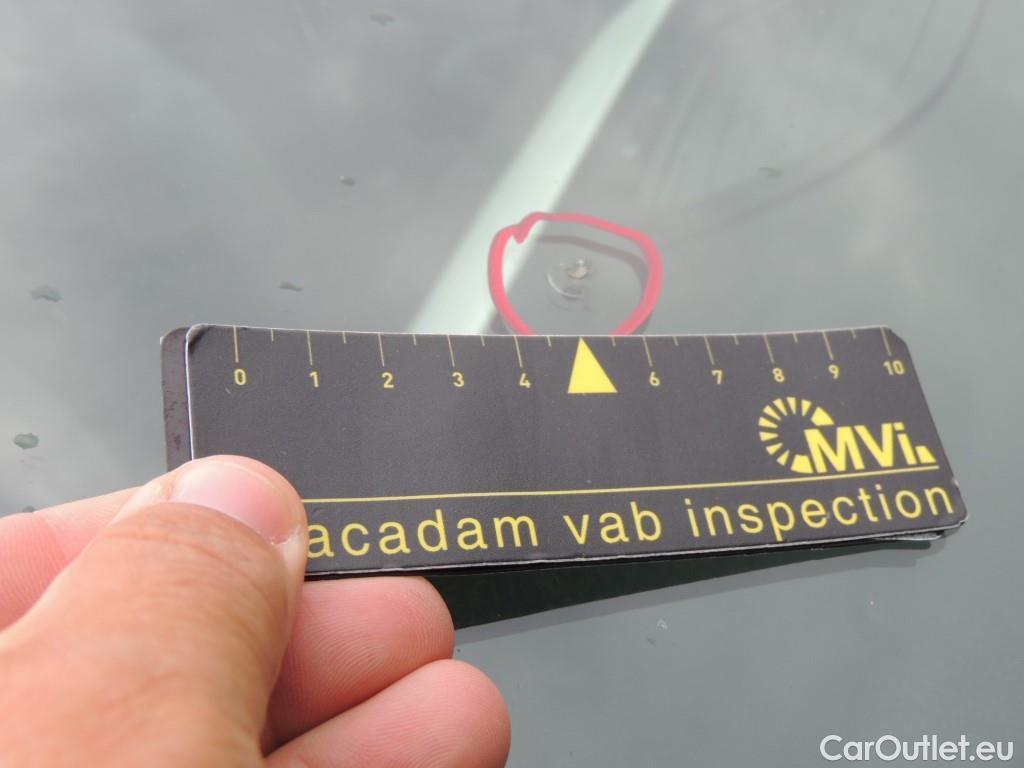 0 1 2 3 4 6 7 8 9 10
MVi
acadam vab inspection
CarOutlet.eu